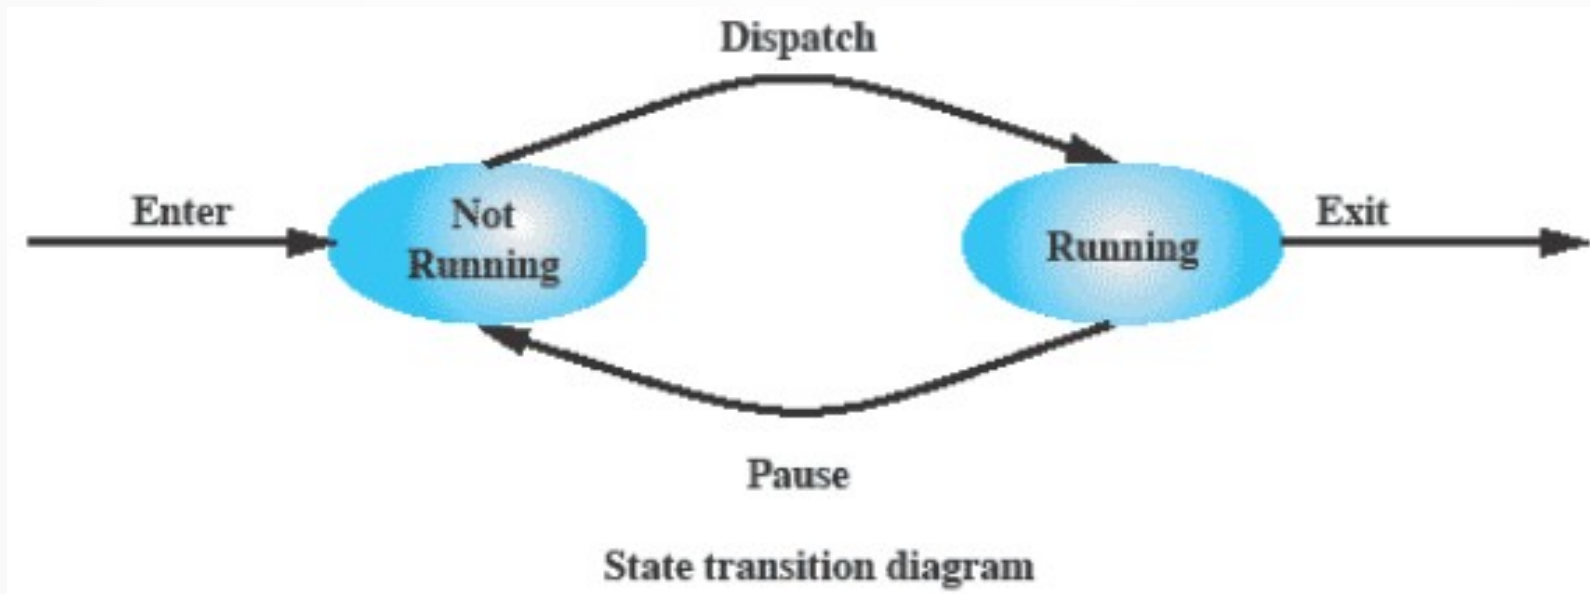 Dispatch
Enter
Not
Running
Running
Exit
Pause
State transition diagram